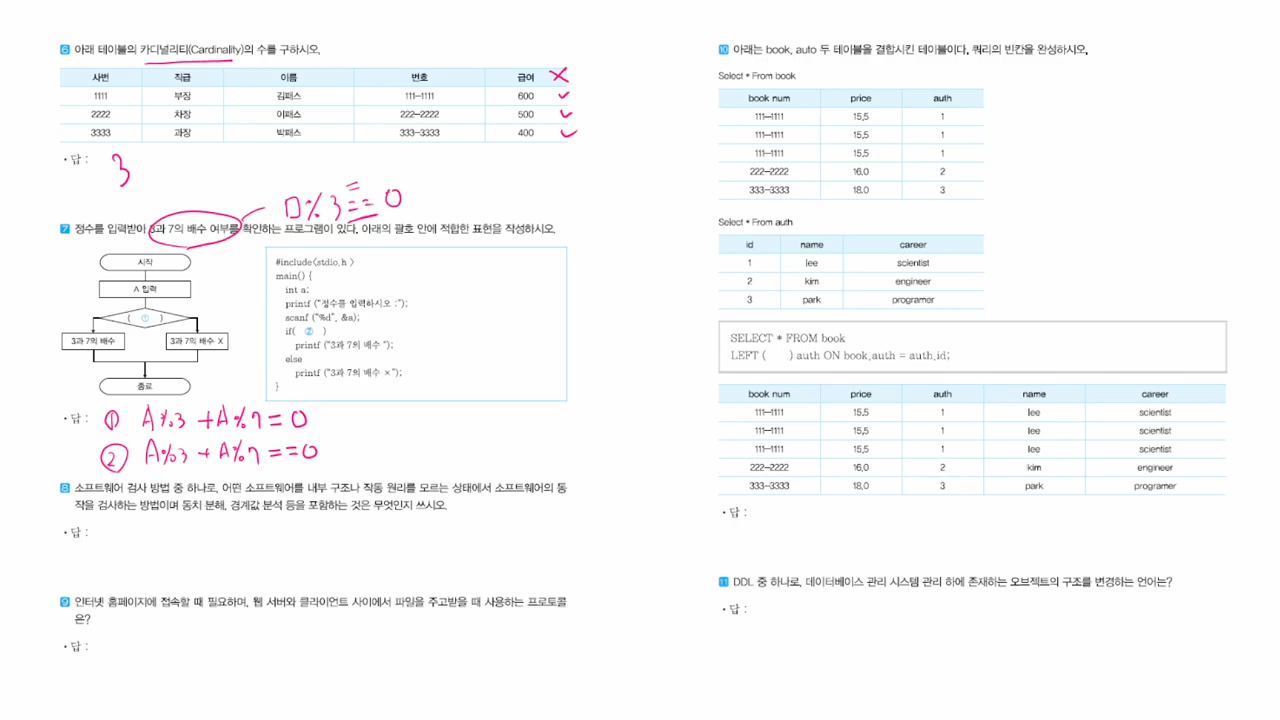 6 아래 테이블의 카디널리티(Cardinality)의 수를 구하시오.
사번 직급 이름 번호 급여
1111 부장 김패스 111-1111 600
2222 차장 이패스 222-2222 500
3333 과장 박패스 333-3333 400
• 답 : 3
□%3 == 0
7 정수를 입력받아 3과 7의 배수 여부를 확인하는 프로그램이 있다. 아래의 괄호 안에 적합한 표현을 작성하시오.
시작
A 입력
( ① )
3과 7의 배수 3과 7의 배수 X
종료
#include<stdio.h >
main() {
int a;
printf ("정수를 입력하시오 :");
scanf ("%d", &a);
if( ② )
printf ("3과 7의 배수 ");
else
printf ("3과 7의 배수 ×");
}
• 답 : ① A%3 + A%7 = 0
② A%3 + A%7 == 0
8 소프트웨어 검사 방법 중 하나로, 어떤 소프트웨어를 내부 구조나 작동 원리를 모르는 상태에서 소프트웨어의 동
작을 검사하는 방법이며 동치 분해, 경계값 분석 등을 포함하는 것은 무엇인지 쓰시오.
• 답 :
9 인터넷 홈페이지에 접속할 때 필요하며, 웹 서버와 클라이언트 사이에서 파일을 주고받을 때 사용하는 프로토콜
은?
• 답 :
10 아래는 book, auto 두 테이블을 결합시킨 테이블이다. 쿼리의 빈칸을 완성하시오.
Select * From book
book num price auth
111-1111 15.5 1
111-1111 15.5 1
111-1111 15.5 1
222-2222 16.0 2
333-3333 18.0 3
Select * From auth
id name career
1 lee scientist
2 kim engineer
3 park programer
SELECT * FROM book
LEFT ( ) auth ON book.auth = auth.id;
book num price auth name career
111-1111 15.5 1 lee scientist
111-1111 15.5 1 lee scientist
111-1111 15.5 1 lee scientist
222-2222 16.0 2 kim engineer
333-3333 18.0 3 park programer
• 답 :
11 DDL 중 하나로, 데이터베이스 관리 시스템 관리 하에 존재하는 오브젝트의 구조를 변경하는 언어는?
• 답 :